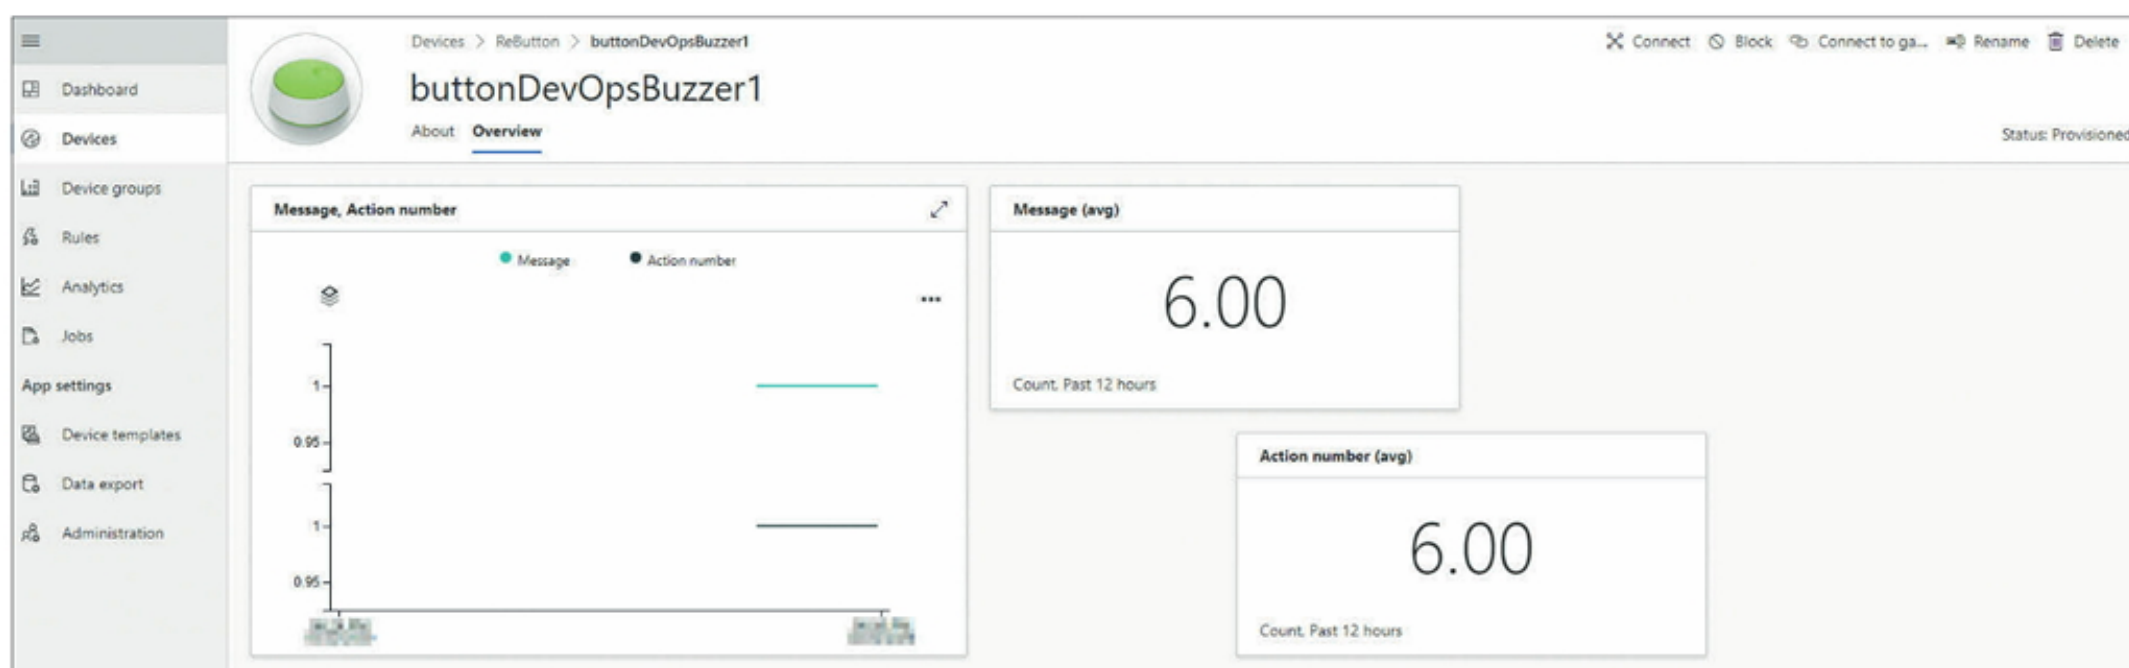 Devices > ReButton > buttonDevOpsBuzzer1
Connect Block Connect to ga... Rename Delete
buttonDevOpsBuzzer1
About Overview
Status: Provisioned
Dashboard
Devices
Device groups
Rules
Analytics
Jobs
App settings
Device templates
Data export
Administration
Message, Action number
Message Action number
1
0.95
1
0.95
Message (avg)
6.00
Count, Past 12 hours
Action number (avg)
6.00
Count, Past 12 hours